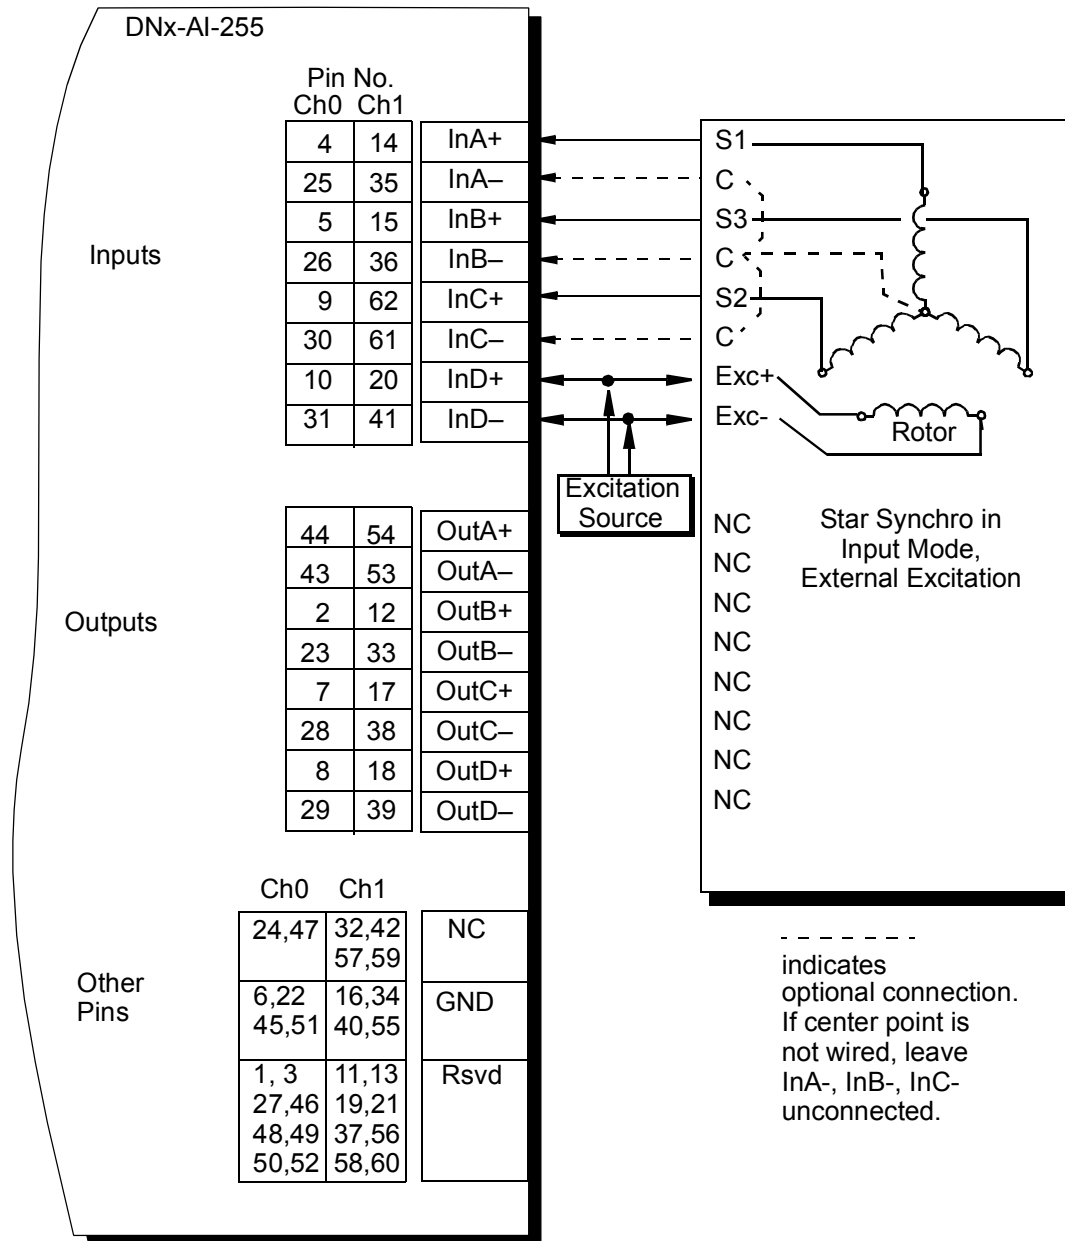 DNx-AI-255
Pin No.
Ch0 Ch1
Inputs
4 14 InA+
25 35 InA–
5 15 InB+
26 36 InB–
9 62 InC+
30 61 InC–
10 20 InD+
31 41 InD–
S1
C
S3
C
S2
C
Exc+
Exc-
Rotor
Excitation
Source
Outputs
44 54 OutA+
43 53 OutA–
2 12 OutB+
23 33 OutB–
7 17 OutC+
28 38 OutC–
8 18 OutD+
29 39 OutD–
NC
NC
NC
NC
NC
NC
NC
NC
Star Synchro in
Input Mode,
External Excitation
Ch0 Ch1
Other
Pins
24,47 32,42 NC
57,59
6,22 16,34 GND
45,51 40,55
1, 3 11,13 Rsvd
27,46 19,21
48,49 37,56
50,52 58,60
indicates
optional connection.
If center point is
not wired, leave
InA-, InB-, InC-
unconnected.